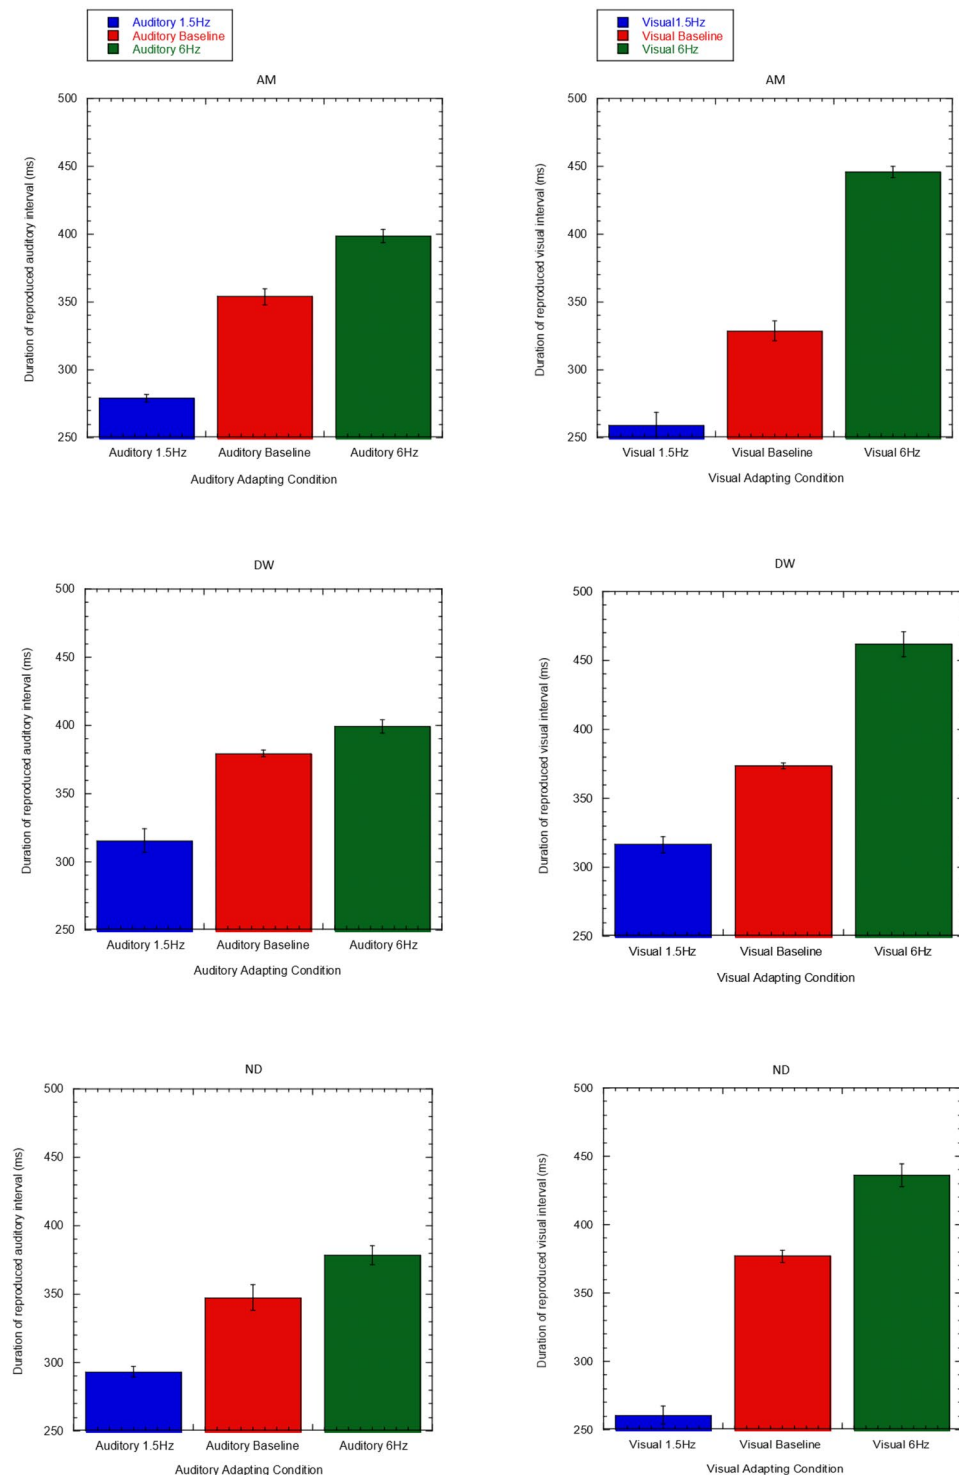 Auditory 1.5Hz
Auditory Baseline
Auditory 6Hz
AM
Duration of reproduced auditory interval (ms)
500
450
400
350
300
250
Auditory 1.5Hz Auditory Baseline Auditory 6Hz
Auditory Adapting Condition
Visual1.5Hz
Visual Baseline
Visual 6Hz
AM
Duration of reproduced visual interval (ms)
500
450
400
350
300
250
Visual 1.5Hz Visual Baseline Visual 6Hz
Visual Adapting Condition
DW
Duration of reproduced auditory interval (ms)
500
450
400
350
300
250
Auditory 1.5Hz Auditory Baseline Auditory 6Hz
Auditory Adapting Condition
DW
Duration of reproduced visual interval (ms)
500
450
400
350
300
250
Visual 1.5Hz Visual Baseline Visual 6Hz
Visual Adapting Condition
ND
Duration of reproduced auditory interval (ms)
500
450
400
350
300
250
Auditory 1.5Hz Auditory Baseline Auditory 6Hz
Auditory Adapting Condition
ND
Duration of reproduced visual interval (ms)
500
450
400
350
300
250
Visual 1.5Hz Visual Baseline Visual 6Hz
Visual Adapting Condition